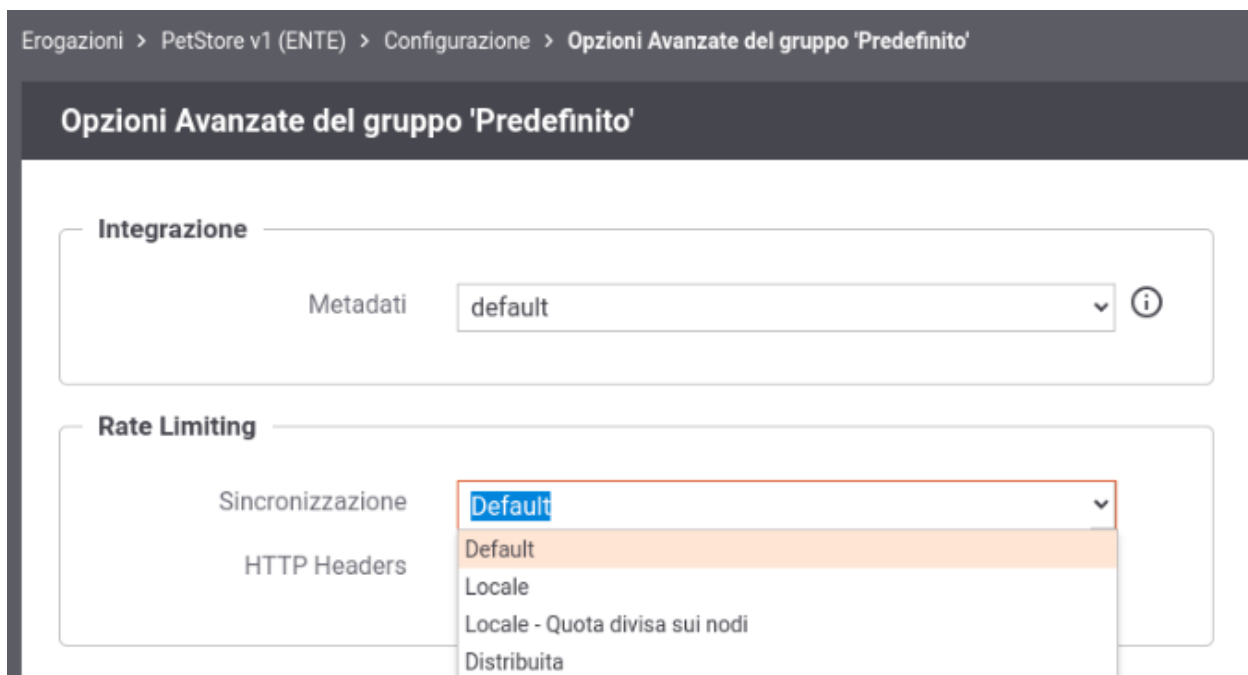 Erogazioni > PetStore v1 (ENTE) > Configurazione > Opzioni Avanzate del gruppo 'Predefinito'
Opzioni Avanzate del gruppo 'Predefinito'
Integrazione
Metadati default
Rate Limiting
Sincronizzazione Default
HTTP Headers
Default
Locale
Locale - Quota divisa sui nodi
Distribuita